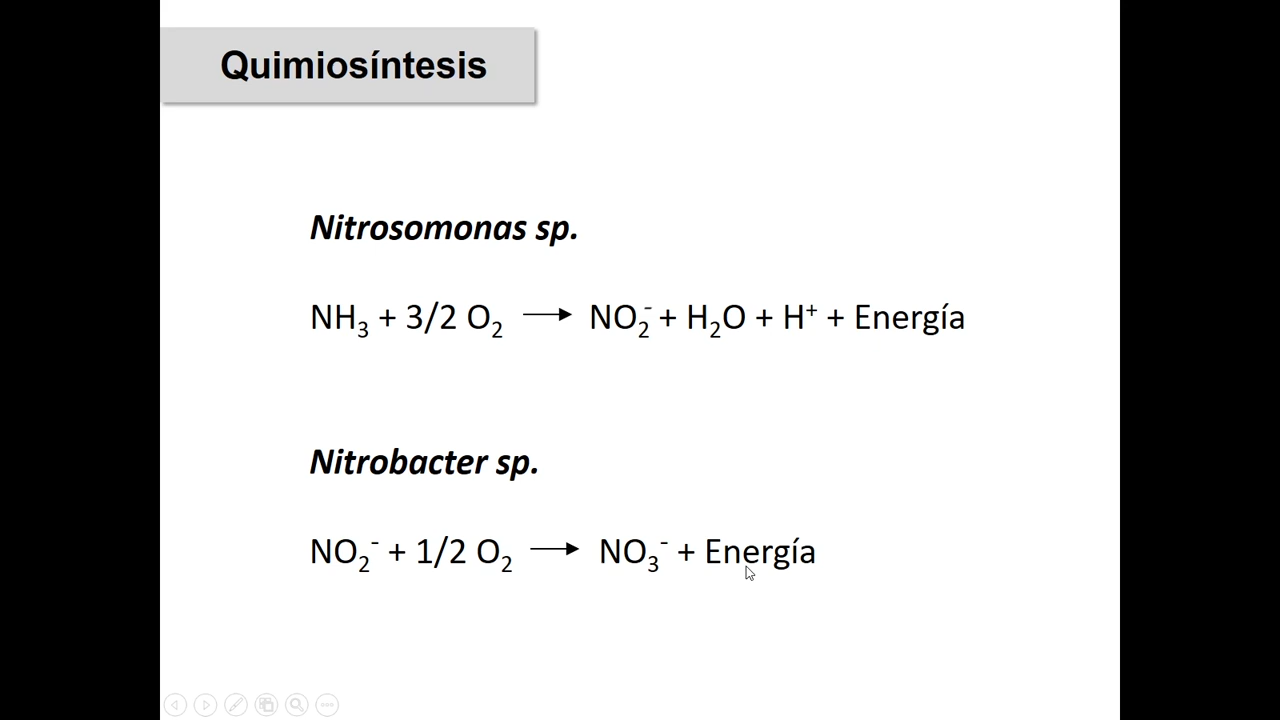 Quimiosíntesis
Nitrosomonas sp.
NH₃ + 3/2 O₂ → NO₂⁻ + H₂O + H⁺ + Energía
Nitrobacter sp.
NO₂⁻ + 1/2 O₂ → NO₃⁻ + Energía